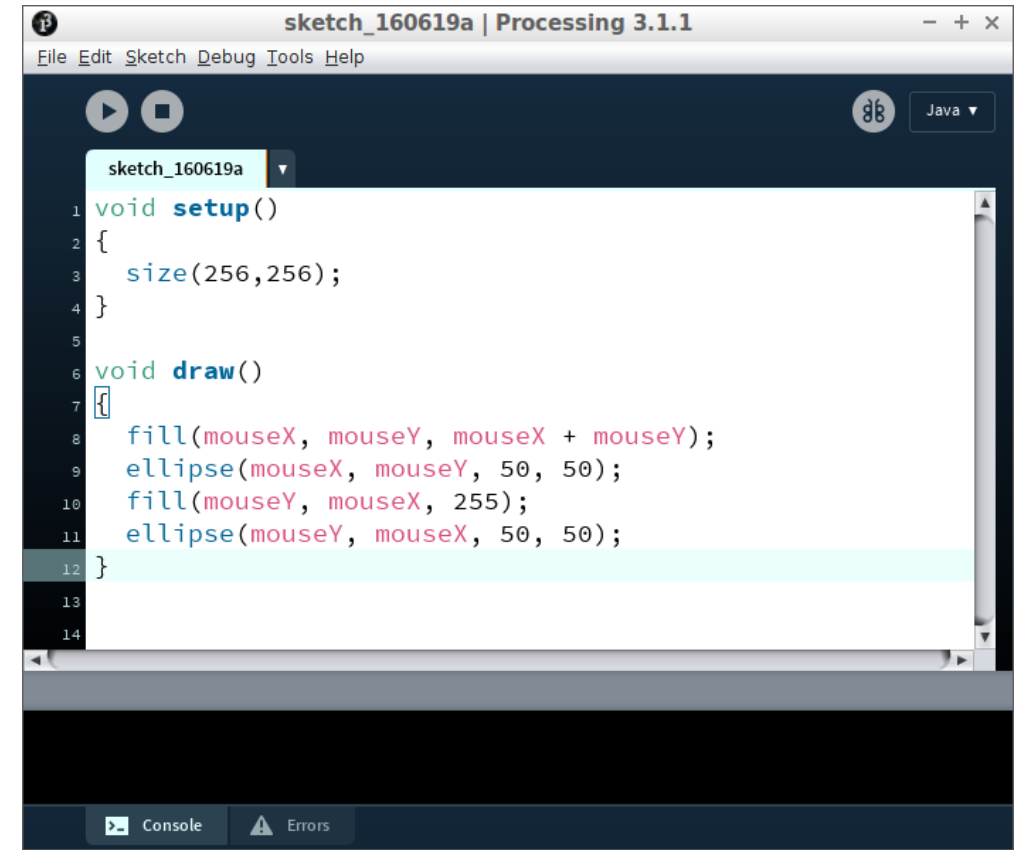 sketch_160619a | Processing 3.1.1
File Edit Sketch Debug Tools Help
Java ▼
sketch_160619a ▼
1 void setup()
2 {
3   size(256,256);
4 }
5
6 void draw()
7 {
8   fill(mouseX, mouseY, mouseX + mouseY);
9   ellipse(mouseX, mouseY, 50, 50);
10   fill(mouseY, mouseX, 255);
11   ellipse(mouseY, mouseX, 50, 50);
12 }
13
14
Console Errors